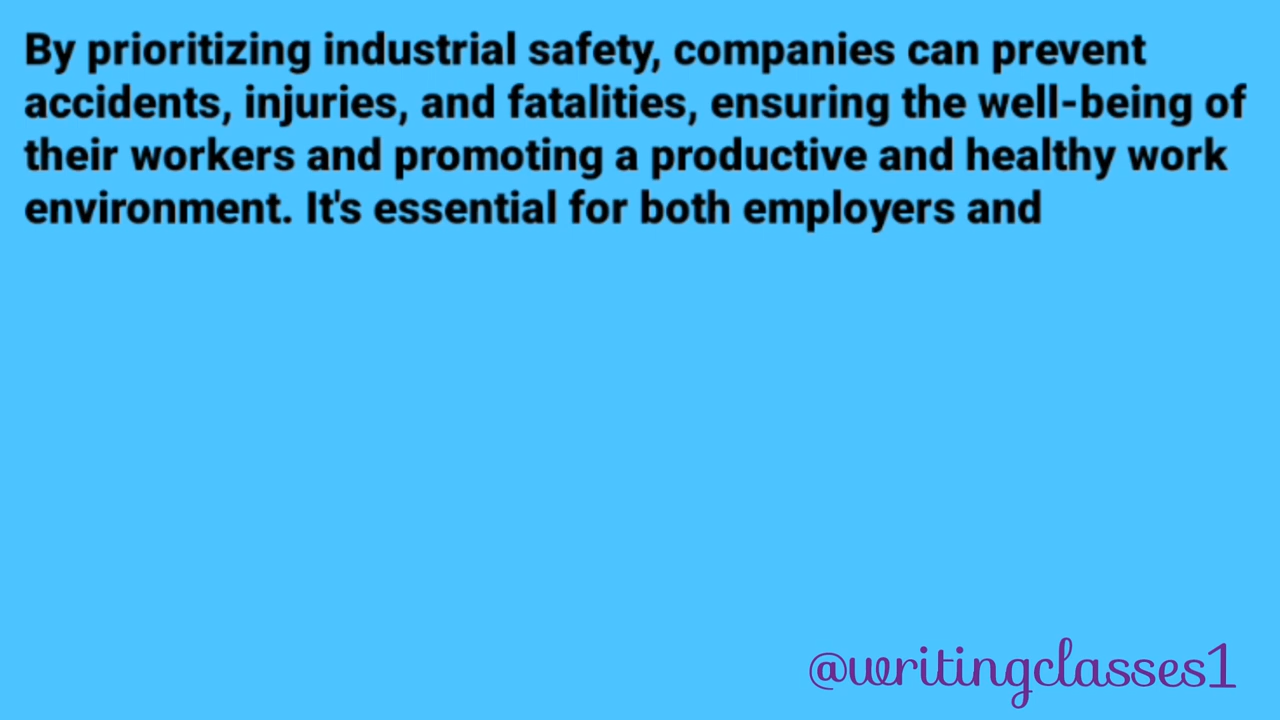 By prioritizing industrial safety, companies can prevent
accidents, injuries, and fatalities, ensuring the well-being of
their workers and promoting a productive and healthy work
environment. It's essential for both employers and
@writingclasses1